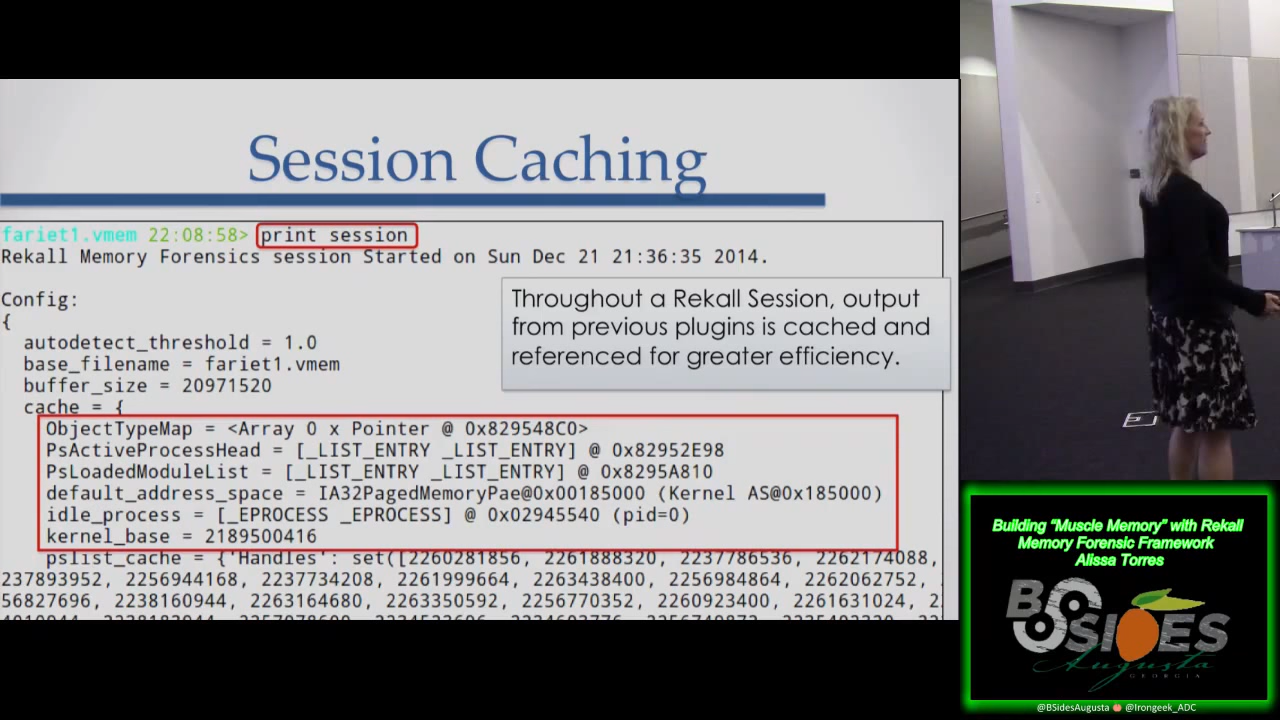 Session Caching
fariet1.vmem 22:08:58> print session
Rekall Memory Forensics session Started on Sun Dec 21 21:36:35 2014.
Throughout a Rekall Session, output
from previous plugins is cached and
referenced for greater efficiency.
Config:
{
autodetect_threshold = 1.0
base_filename = fariet1.vmem
buffer_size = 20971520
cache = {
ObjectTypeMap = <Array 0 x Pointer @ 0x829548C0>
PsActiveProcessHead = [_LIST_ENTRY _LIST_ENTRY] @ 0x82952E98
PsLoadedModuleList = [_LIST_ENTRY _LIST_ENTRY] @ 0x8295A810
default_address_space = IA32PagedMemoryPae@0x00185000 (Kernel AS@0x185000)
idle_process = [_EPROCESS _EPROCESS] @ 0x02945540 (pid=0)
kernel_base = 2189500416
pslist_cache = {'Handles': set([2260281856, 2261888320, 2237786536, 2262174088,
237893952, 2256944168, 2237734208, 2261999664, 2263438400, 2256984864, 2262062752,
56827696, 2238160944, 2263164680, 2263350592, 2256770352, 2260923400, 2261631024, 2
Building "Muscle Memory" with Rekall
Memory Forensic Framework
Alissa Torres
BSIDES
Augusta
GEORGIA
@BSidesAugusta @Irongeek_ADC